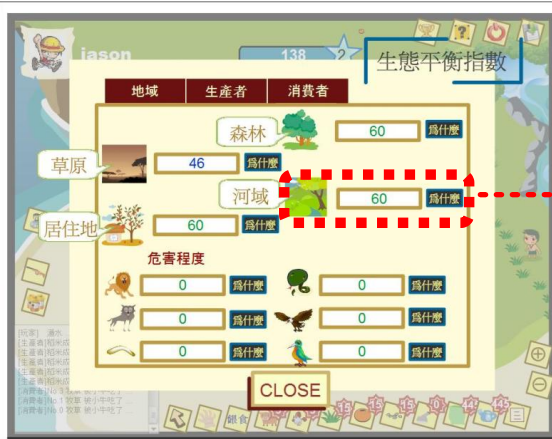 jason
138
2
生態平衡指數
地域 生產者 消費者
森林 60 爲什麼
草原 46 爲什麼
河域 60 爲什麼
居住地 60 爲什麼
危害程度
0 爲什麼 0 爲什麼
0 爲什麼 0 爲什麼
0 爲什麼 0 爲什麼
CLOSE